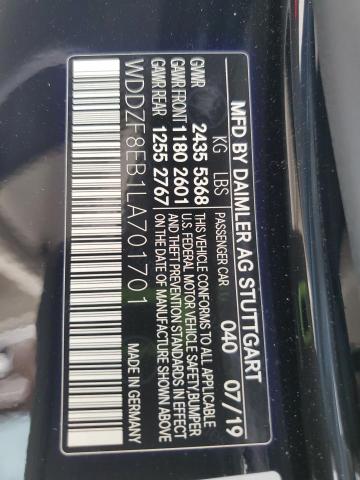 MFD BY DAIMLER AG STUTTGART
PASSENGER CAR 040 07/19
KG LBS
GVWR 2435 5368
GAWR FRONT 1180 2601
GAWR REAR 1255 2767
THIS VEHICLE CONFORMS TO ALL APPLICABLE
U.S. FEDERAL MOTOR VEHICLE SAFETY, BUMPER
AND THEFT PREVENTION STANDARDS IN EFFECT
ON THE DATE OF MANUFACTURE SHOWN ABOVE.
WDDZF8EB1LA701701
MADE IN GERMANY